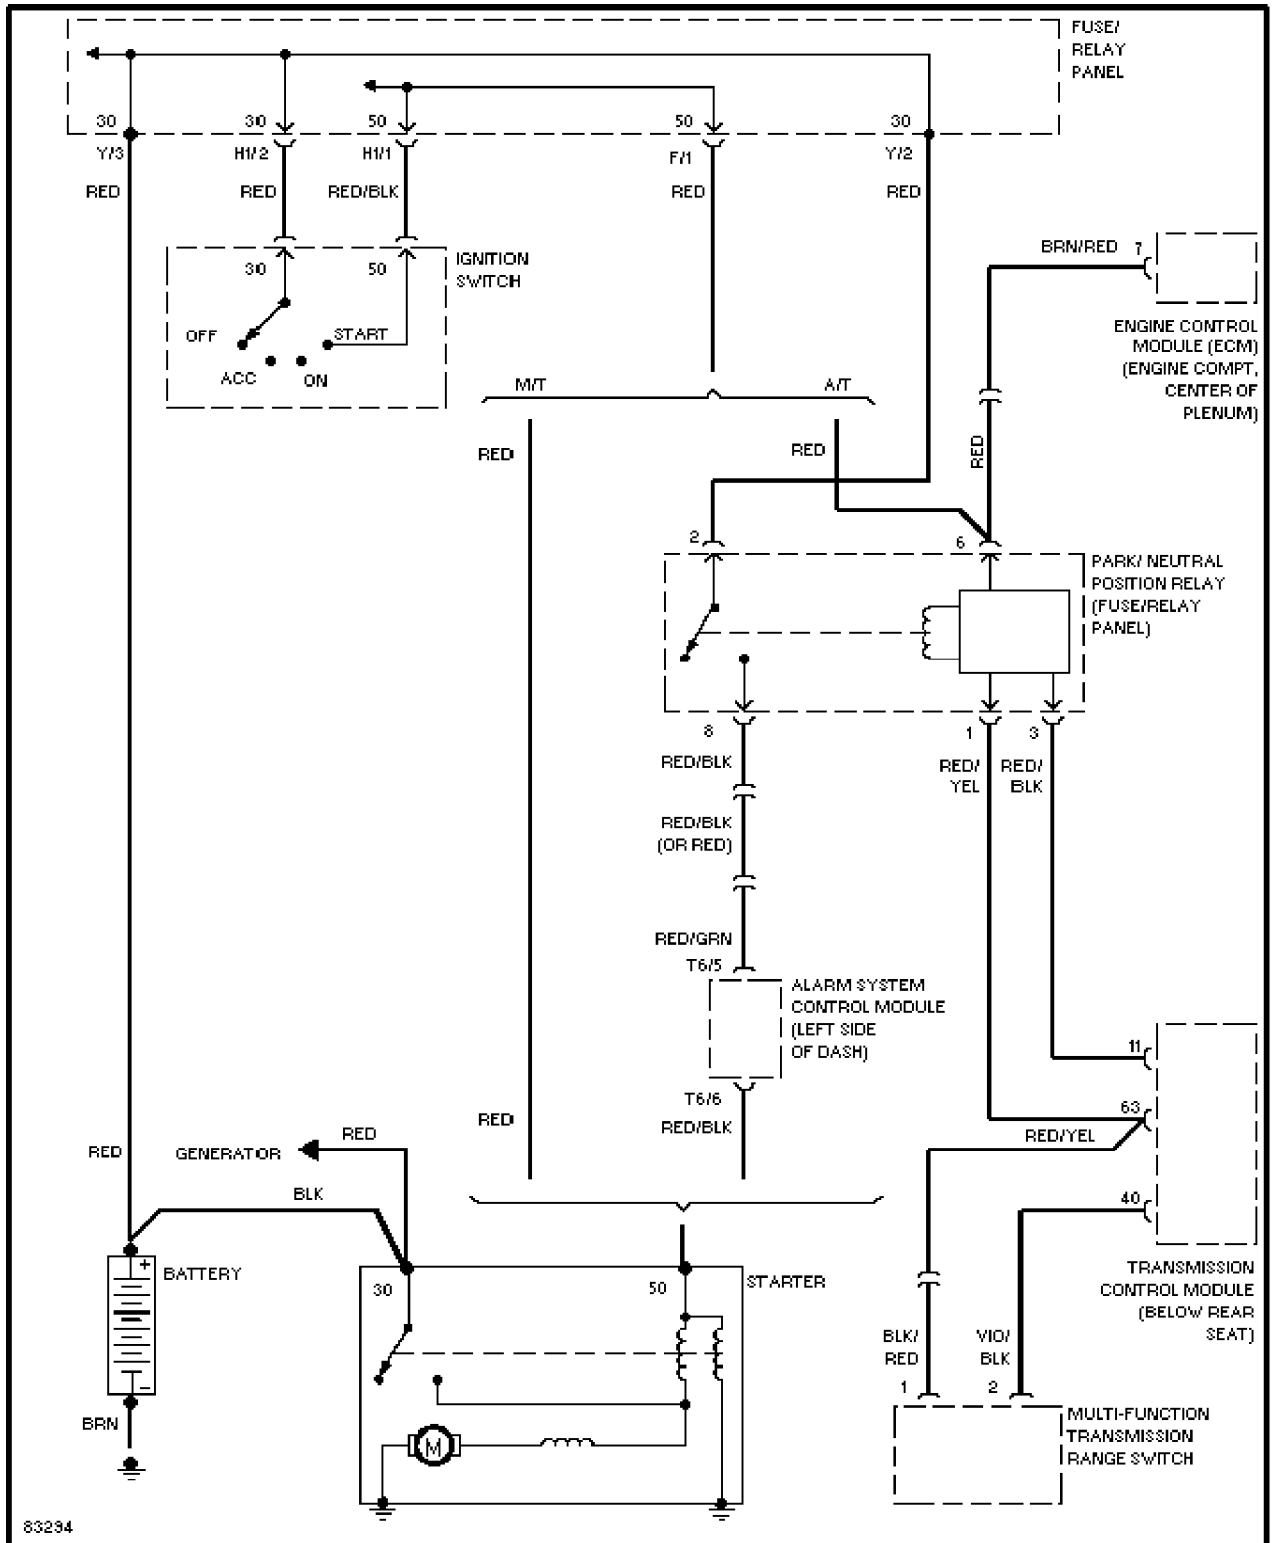 FUSE/
RELAY
PANEL
30 30 50 50 30
Y/3 H1/2 H1/1 F/1 Y/2
RED RED RED/BLK RED RED
BRN/RED 7
IGNITION
SWITCH
30 50
OFF START
ACC ON
ENGINE CONTROL
MODULE (ECM)
(ENGINE COMPT,
CENTER OF
PLENUM)
M/T A/T
RED RED RED
2 6
PARK/ NEUTRAL
POSITION RELAY
(FUSE/RELAY
PANEL)
8 1 3
RED/BLK
RED/
YEL
RED/
BLK
RED/BLK
(OR RED)
RED/GRN
T6/5
ALARM SYSTEM
CONTROL MODULE
(LEFT SIDE
OF DASH)
11
T6/6
63
RED RED/BLK
RED/YEL
RED
GENERATOR
RED
BLK
40
BATTERY
+
-
30 50
STARTER
TRANSMISSION
CONTROL MODULE
(BELOW REAR
SEAT)
BLK/
RED
VIO/
BLK
1 2
BRN
M
MULTI-FUNCTION
TRANSMISSION
RANGE SWITCH
83294